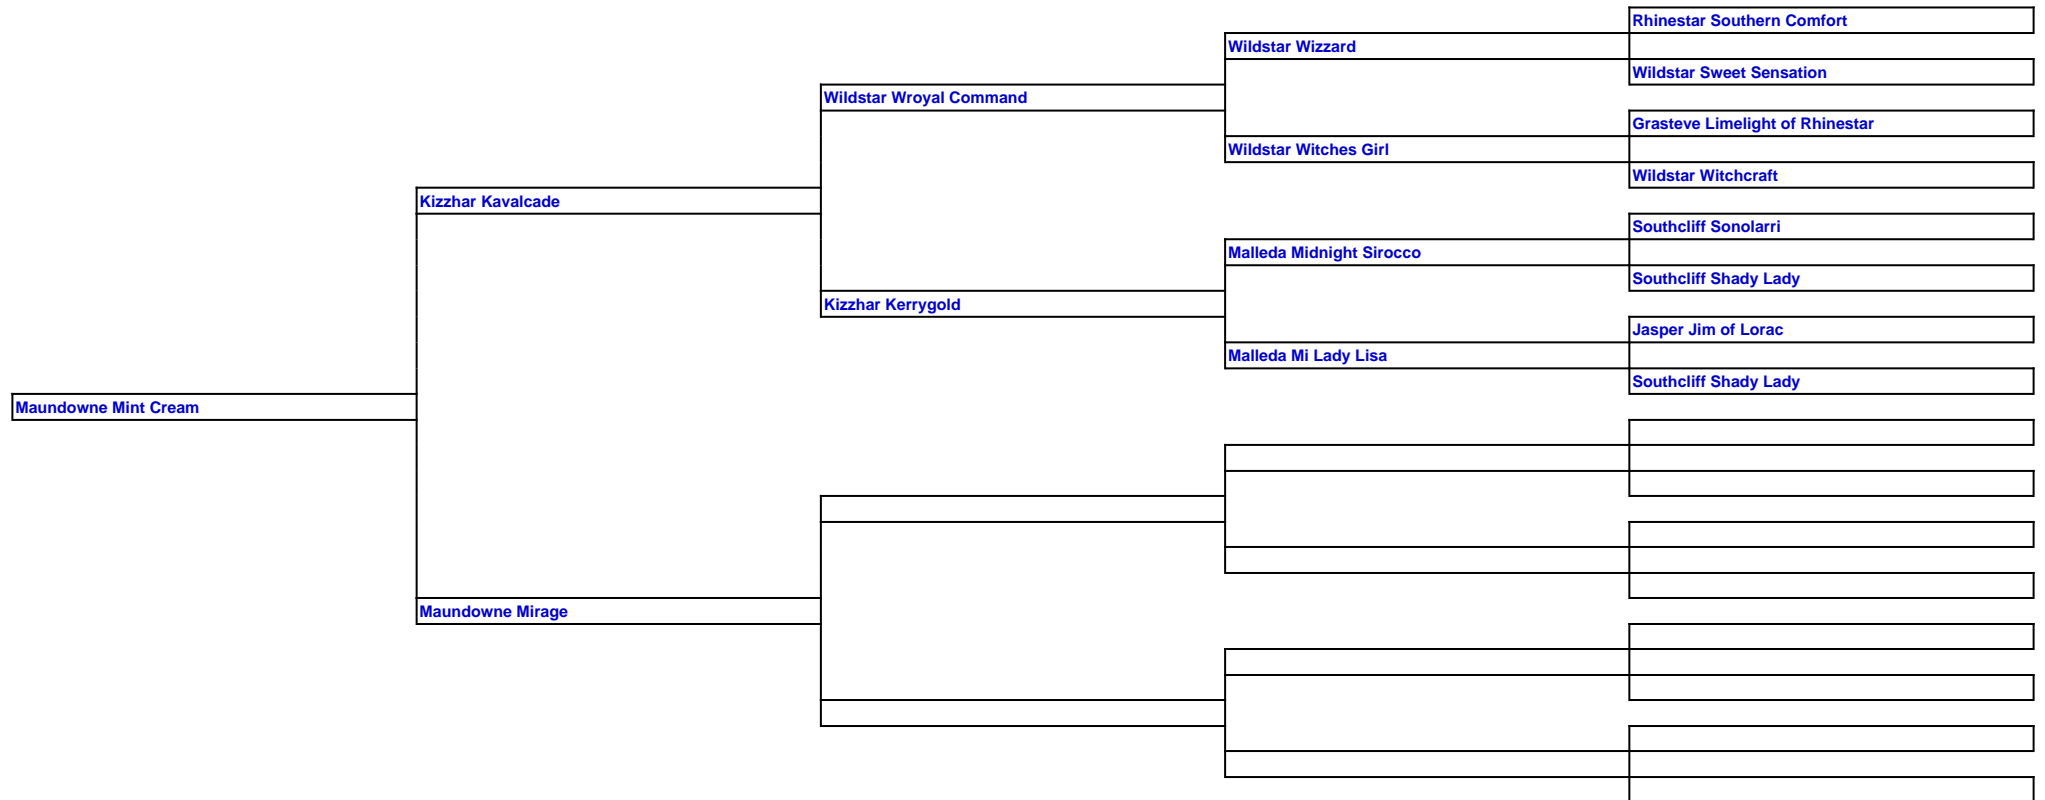 Rhinestar Southern Comfort
Wildstar Wizzard
Wildstar Sweet Sensation
Wildstar Wroyal Command
Grasteve Limelight of Rhinestar
Wildstar Witches Girl
Wildstar Witchcraft
Kizzhar Kavalcade
Southcliff Sonolarri
Malleda Midnight Sirocco
Southcliff Shady Lady
Kizzhar Kerrygold
Jasper Jim of Lorac
Malleda Mi Lady Lisa
Southcliff Shady Lady
Maundowne Mint Cream
Maundowne Mirage